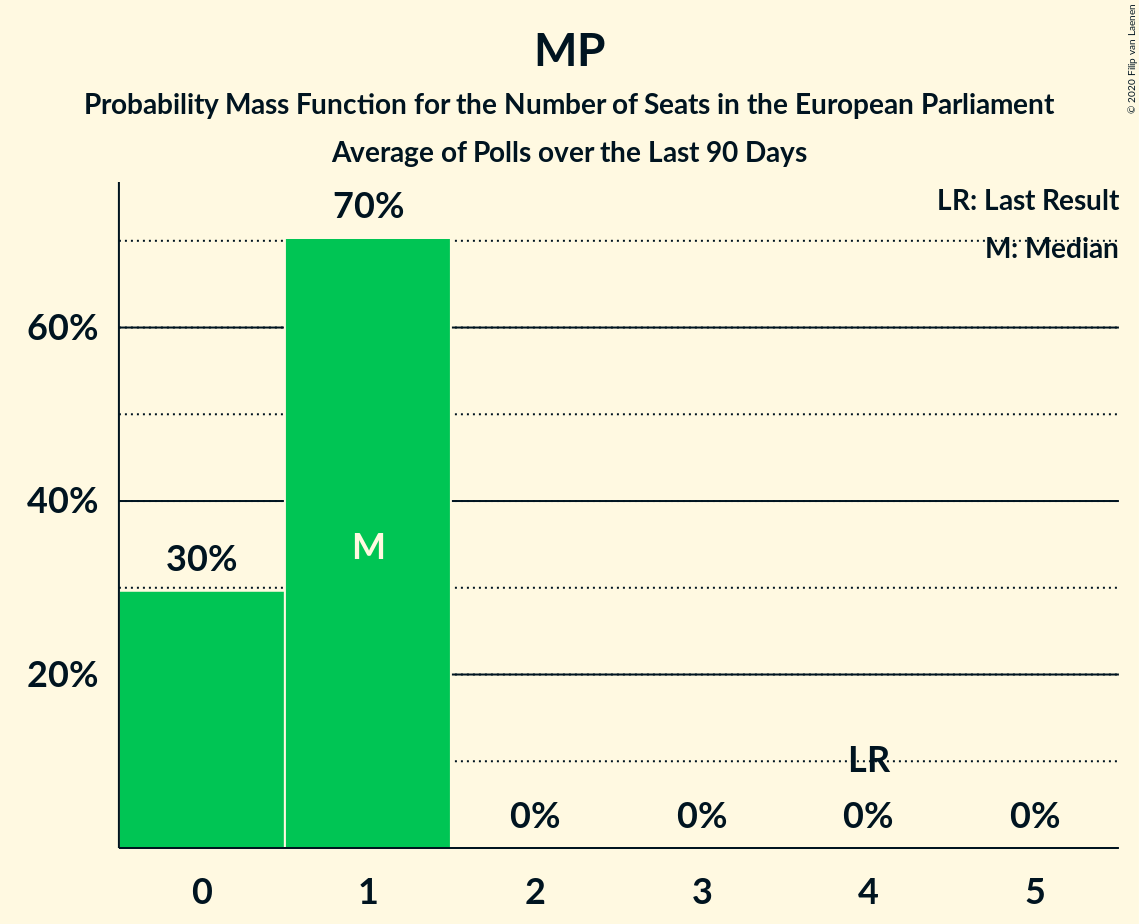 MP
Probability Mass Function for the Number of Seats in the European Parliament
Average of Polls over the Last 90 Days
© 2020 Filip van Laenen
LR: Last Result
M: Median
70%
60%
40%
30%
20%
M
LR
0%
0%
0%
0%
0
1
2
3
4
5